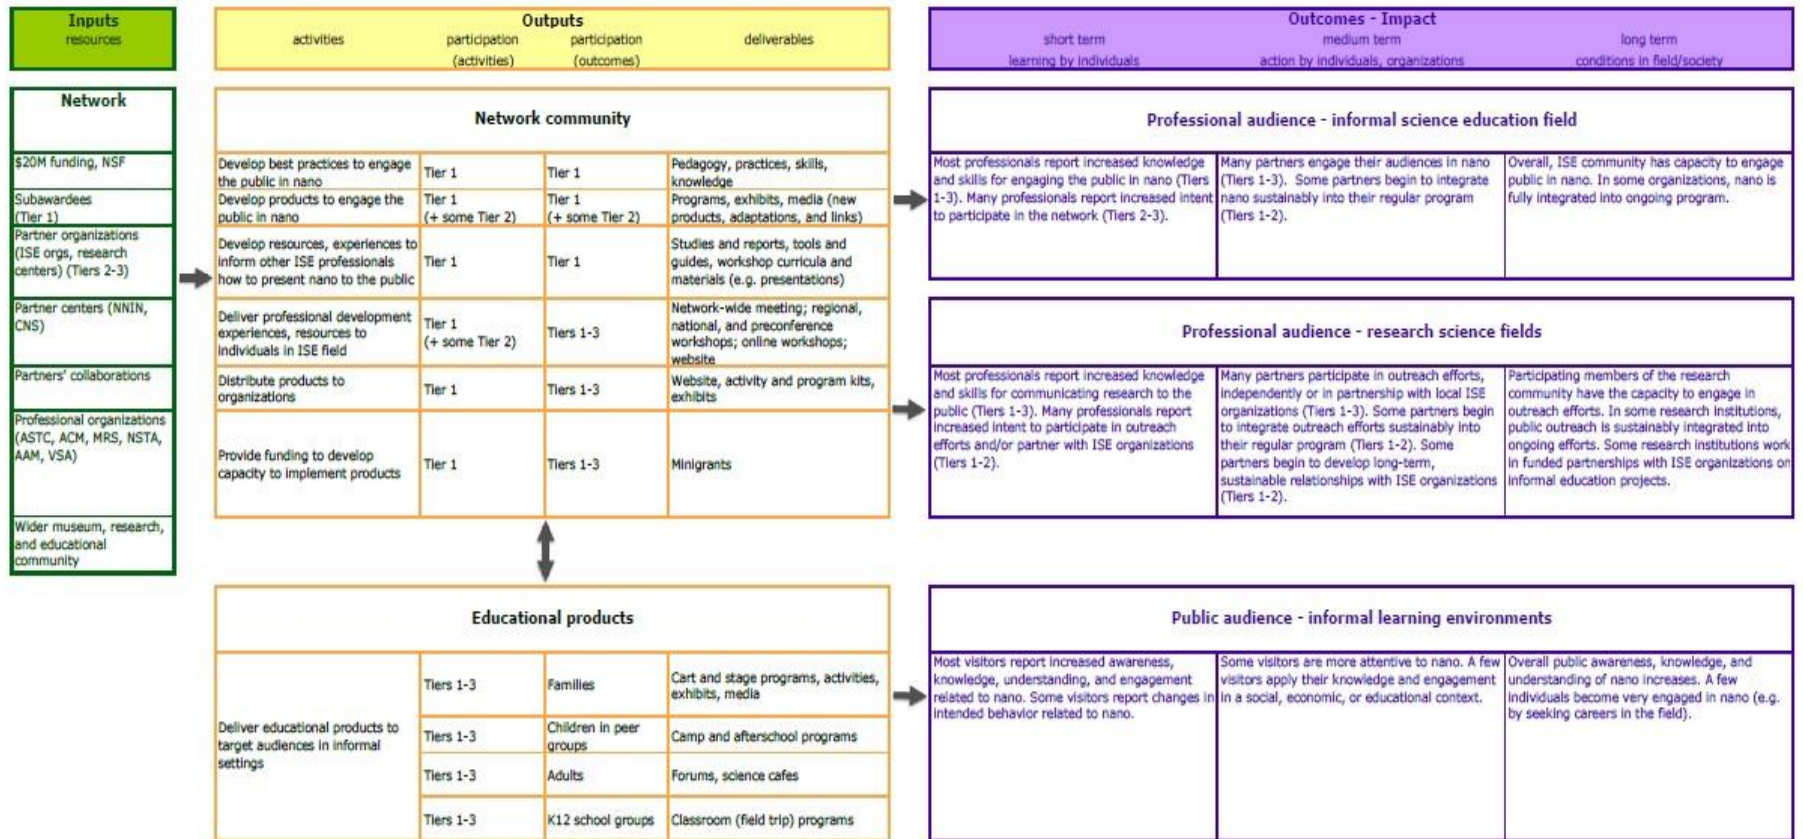 Inputs
resources
Outputs
activities
participation
(activities)
participation
(outcomes)
deliverables
Outcomes - Impact
short term
learning by individuals
medium term
action by individuals, organizations
long term
conditions in field/society
Network
$20M funding, NSF
Subawardees
(Tier 1)
Partner organizations
(ISE orgs, research
centers) (Tiers 2-3)
Partner centers (NNIN,
CNS)
Partners' collaborations
Professional organizations
(ASTC, ACM, MRS, NSTA,
AAM, VSA)
Wider museum, research,
and educational
community
Network community
Develop best practices to engage
the public in nano
Tier 1
Tier 1
Pedagogy, practices, skills,
knowledge
Develop products to engage the
public in nano
Tier 1
(+ some Tier 2)
Tier 1
(+ some Tier 2)
Programs, exhibits, media (new
products, adaptations, and links)
Develop resources, experiences to
inform other ISE professionals
how to present nano to the public
Tier 1
Tier 1
Studies and reports, tools and
guides, workshop curricula and
materials (e.g. presentations)
Deliver professional development
experiences, resources to
individuals in ISE field
Tier 1
(+ some Tier 2)
Tiers 1-3
Network-wide meeting; regional,
national, and preconference
workshops; online workshops;
website
Distribute products to
organizations
Tier 1
Tiers 1-3
Website, activity and program kits,
exhibits
Provide funding to develop
capacity to implement products
Tier 1
Tiers 1-3
Minigrants
Professional audience - informal science education field
Most professionals report increased knowledge
and skills for engaging the public in nano (Tiers
1-3). Many professionals report increased intent
to participate in the network (Tiers 2-3).
Many partners engage their audiences in nano
(Tiers 1-3). Some partners begin to integrate
nano sustainably into their regular program
(Tiers 1-2).
Overall, ISE community has capacity to engage
public in nano. In some organizations, nano is
fully integrated into ongoing program.
Professional audience - research science fields
Most professionals report increased knowledge
and skills for communicating research to the
public (Tiers 1-3). Many professionals report
increased intent to participate in outreach
efforts and/or partner with ISE organizations
(Tiers 1-2).
Many partners participate in outreach efforts,
independently or in partnership with local ISE
organizations (Tiers 1-3). Some partners begin
to integrate outreach efforts sustainably into
their regular program (Tiers 1-2). Some
partners begin to develop long-term,
sustainable relationships with ISE organizations
(Tiers 1-2).
Participating members of the research
community have the capacity to engage in
outreach efforts. In some research institutions,
public outreach is sustainably integrated into
ongoing efforts. Some research institutions work
in funded partnerships with ISE organizations on
informal education projects.
Educational products
Deliver educational products to
target audiences in informal
settings
Tiers 1-3
Families
Cart and stage programs, activities,
exhibits, media
Tiers 1-3
Children in peer
groups
Camp and afterschool programs
Tiers 1-3
Adults
Forums, science cafes
Tiers 1-3
K12 school groups
Classroom (field trip) programs
Public audience - informal learning environments
Most visitors report increased awareness,
knowledge, understanding, and engagement
related to nano. Some visitors report changes in
intended behavior related to nano.
Some visitors are more attentive to nano. A few
visitors apply their knowledge and engagement
in a social, economic, or educational context.
Overall public awareness, knowledge, and
understanding of nano increases. A few
individuals become very engaged in nano (e.g.
by seeking careers in the field).